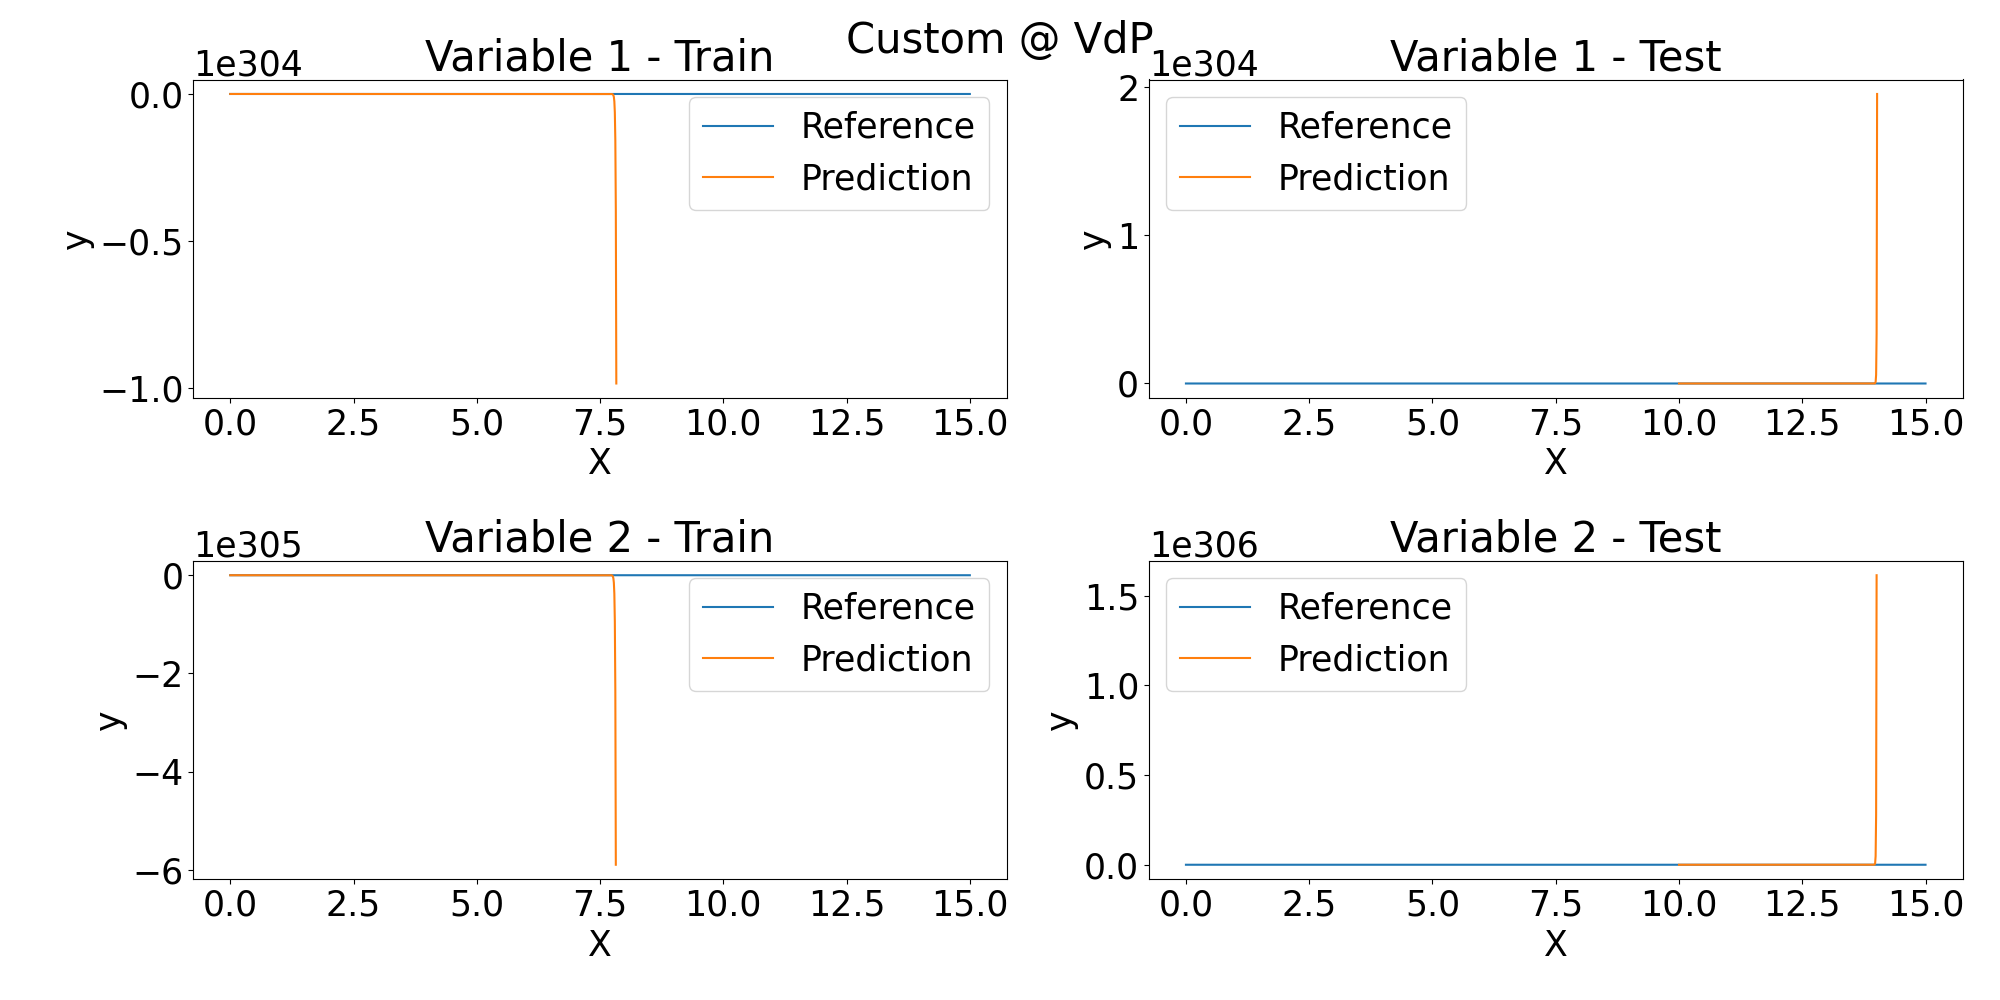 Custom @ VdP
Variable 1 - Train
1e304
0.0
−0.5
−1.0
y
Reference
Prediction
0.0 2.5 5.0 7.5 10.0 12.5 15.0
X
Variable 1 - Test
1e304
2
1
0
y
Reference
Prediction
0.0 2.5 5.0 7.5 10.0 12.5 15.0
X
Variable 2 - Train
1e305
0
−2
−4
−6
y
Reference
Prediction
0.0 2.5 5.0 7.5 10.0 12.5 15.0
X
Variable 2 - Test
1e306
1.5
1.0
0.5
0.0
y
Reference
Prediction
0.0 2.5 5.0 7.5 10.0 12.5 15.0
X